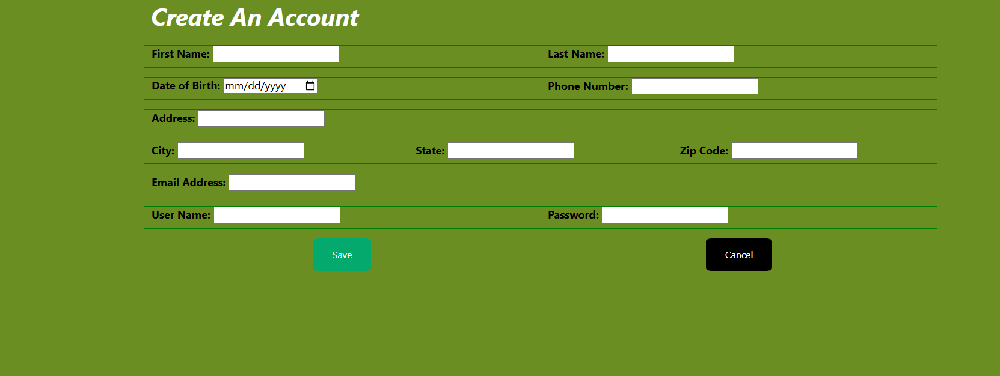 Create An Account
First Name: Last Name:
Date of Birth: mm/dd/yyyy Phone Number:
Address:
City: State: Zip Code:
Email Address:
User Name: Password:
Save Cancel